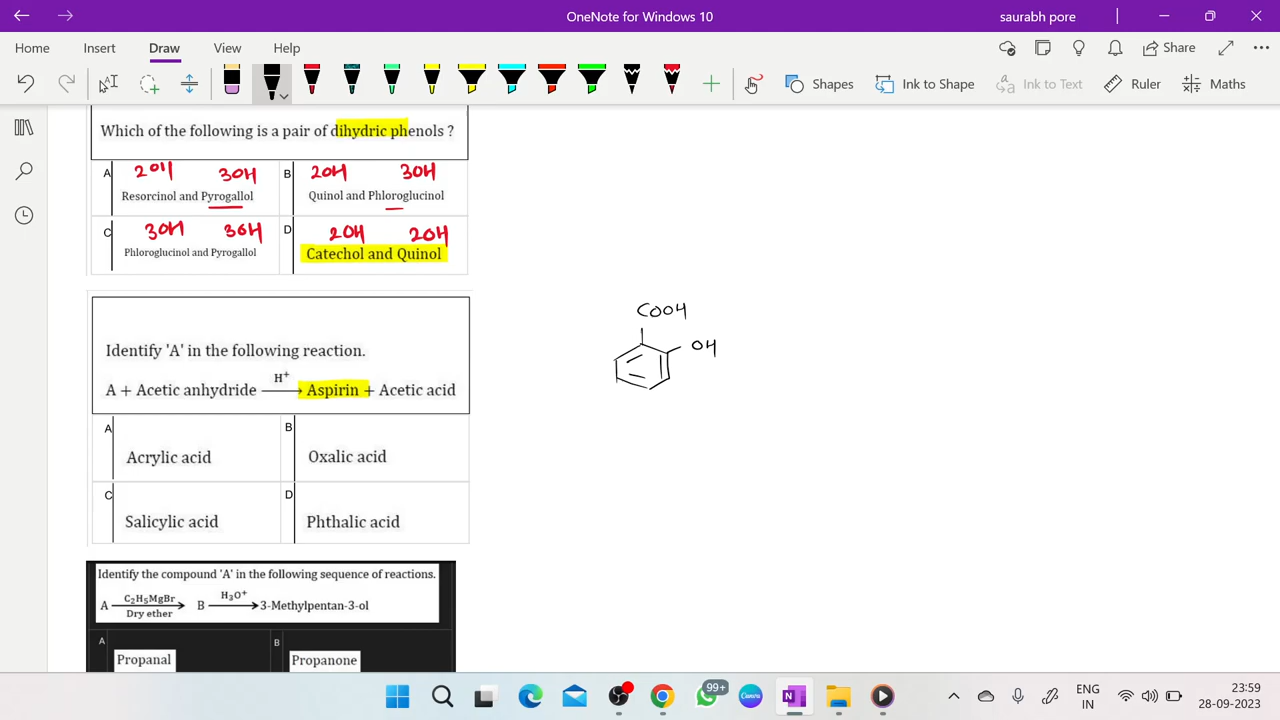 OneNote for Windows 10
saurabh pore
Home Insert Draw View Help
Share
Shapes Ink to Shape Ink to Text Ruler Maths
Which of the following is a pair of dihydric phenols ?
A 2OH 3OH B 2OH 3OH
Resorcinol and Pyrogallol Quinol and Phloroglucinol
C 3OH 3OH D 2OH 2OH
Phloroglucinol and Pyrogallol Catechol and Quinol
COOH
OH
Identify 'A' in the following reaction.
A + Acetic anhydride H+ Aspirin + Acetic acid
A B
Acrylic acid Oxalic acid
C D
Salicylic acid Phthalic acid
Identify the compound 'A' in the following sequence of reactions.
A C₂H₅MgBr Dry ether B H₃O⁺ 3-Methylpentan-3-ol
A B
Propanal Propanone
99+
ENG
IN
23:59
28-09-2023